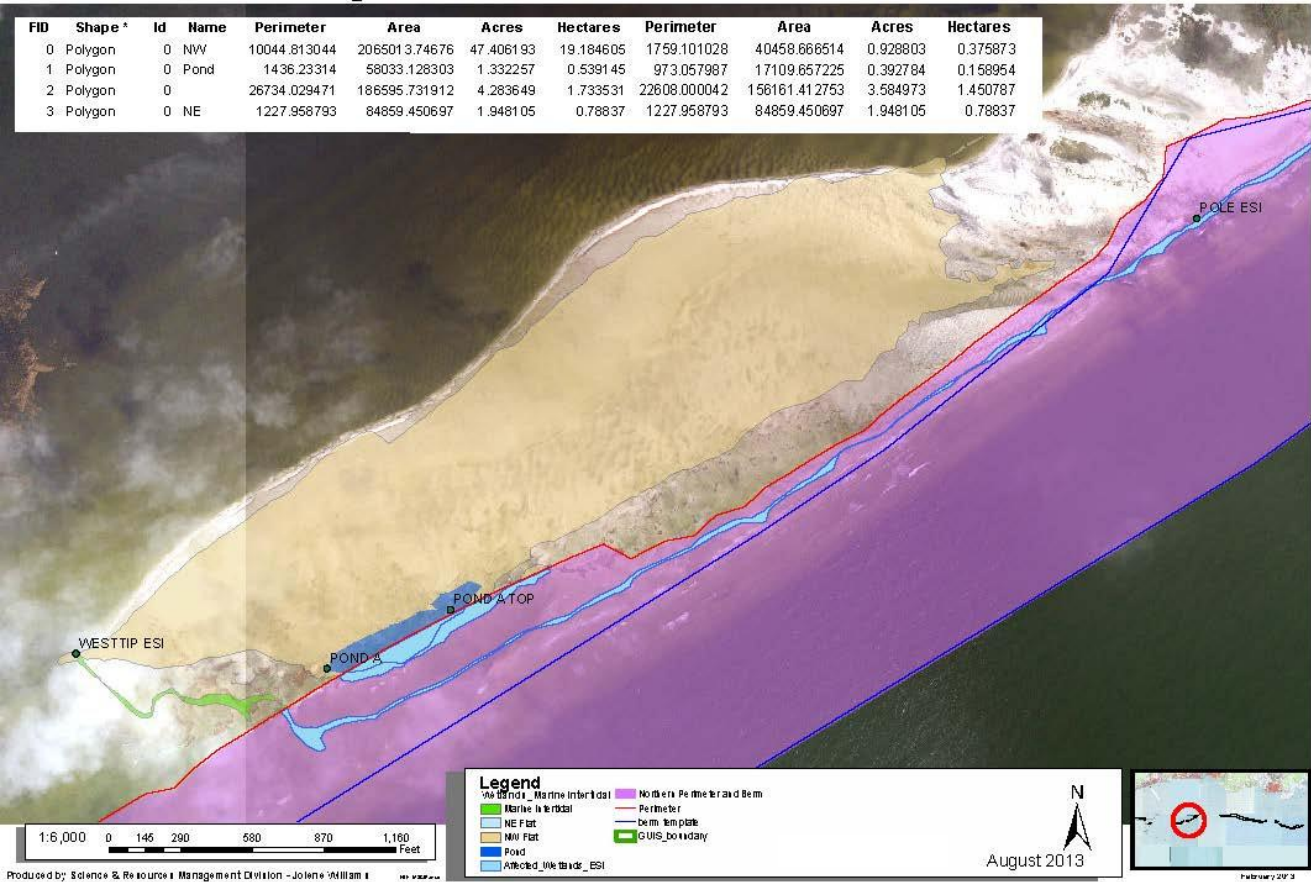 FID Shape * Id Name Perimeter Area Acres Hectares Perimeter Area Acres Hectares
0 Polygon 0 NW 10044.813044 2065013.74676 47.406193 19.184605 1759.101028 40458.666514 0.928803 0.375873
1 Polygon 0 Pond 1436.23314 58033.128303 1.332257 0.539145 973.057987 17109.657225 0.392784 0.158954
2 Polygon 0 26734.029471 186595.731912 4.283649 1.733531 22608.000042 156161.412753 3.584973 1.450787
3 Polygon 0 NE 1227.958793 84859.450697 1.948105 0.78837 1227.958793 84859.450697 1.948105 0.78837
POLE ESI
POND A TOP
WESTTIP ESI
POND A
Legend
Wetlands_Marine Intertidal
Marine Intertidal
NE Flat
NW Flat
Pond
Affected_Wetlands_ESI
Northern Perimeter and Berm
Perimeter
berm template
GUIS_boundary
N
August 2013
1:6,000 0 145 290 580 870 1,160
Feet
Produced by Science & Resources Management Division - Jolene William
February 2013